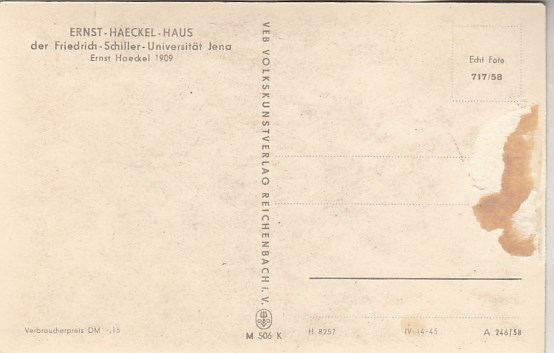 ERNST-HAECKEL-HAUS
der Friedrich-Schiller-Universität Jena
Ernst Haeckel 1909
VEB VOLKSKUNSTVERLAG REICHENBACH i. V.
Echt Foto
717/58
Verbraucherpreis DM -,15
M 506 K
H 8257
IV-14-45
A 246/58